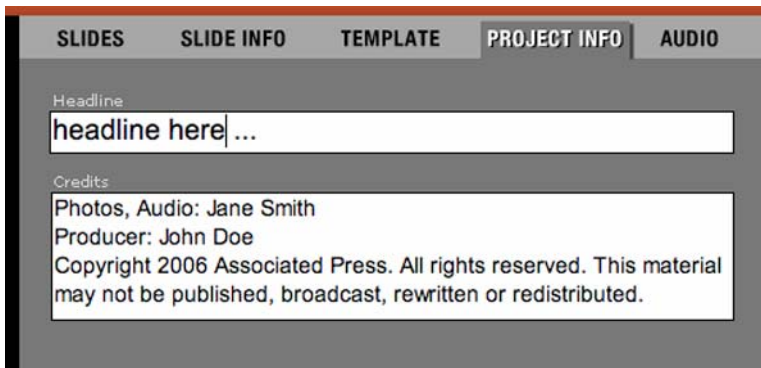 SLIDES SLIDE INFO TEMPLATE PROJECT INFO AUDIO
Headline
headline here ...
Credits
Photos, Audio: Jane Smith
Producer: John Doe
Copyright 2006 Associated Press. All rights reserved. This material
may not be published, broadcast, rewritten or redistributed.